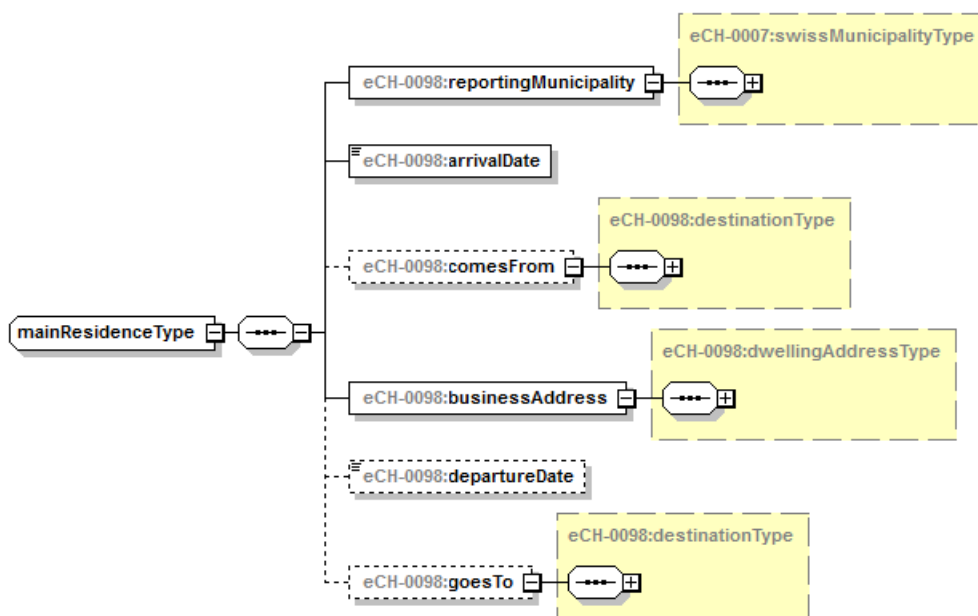 eCH-0007:swissMunicipalityType
eCH-0098:reportingMunicipality
eCH-0098:arrivalDate
eCH-0098:destinationType
eCH-0098:comesFrom
mainResidenceType
eCH-0098:dwellingAddressType
eCH-0098:businessAddress
eCH-0098:departureDate
eCH-0098:destinationType
eCH-0098:goesTo